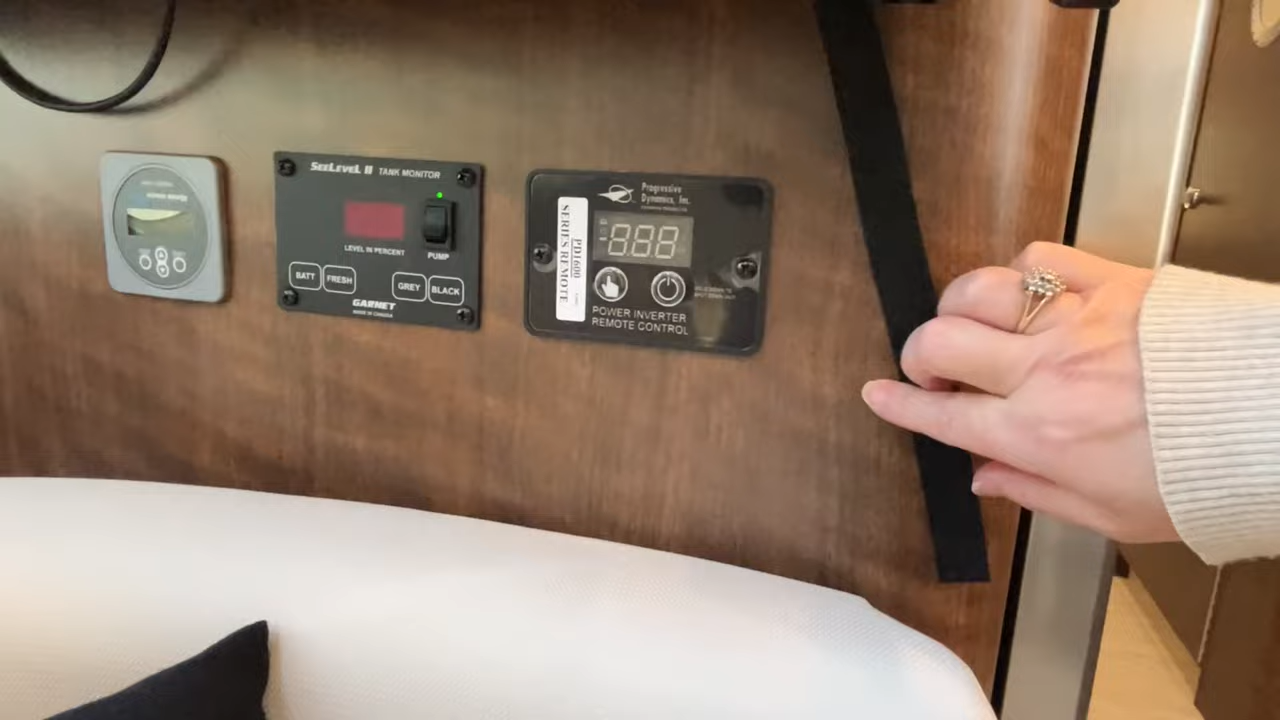 SeeLeveL II TANK MONITOR
LEVEL IN PERCENT
PUMP
BATT
FRESH
GREY
BLACK
GARNET
MADE IN CANADA
Progressive
Dynamics, Inc.
PD1600
SERIES REMOTE
888
POWER INVERTER
REMOTE CONTROL